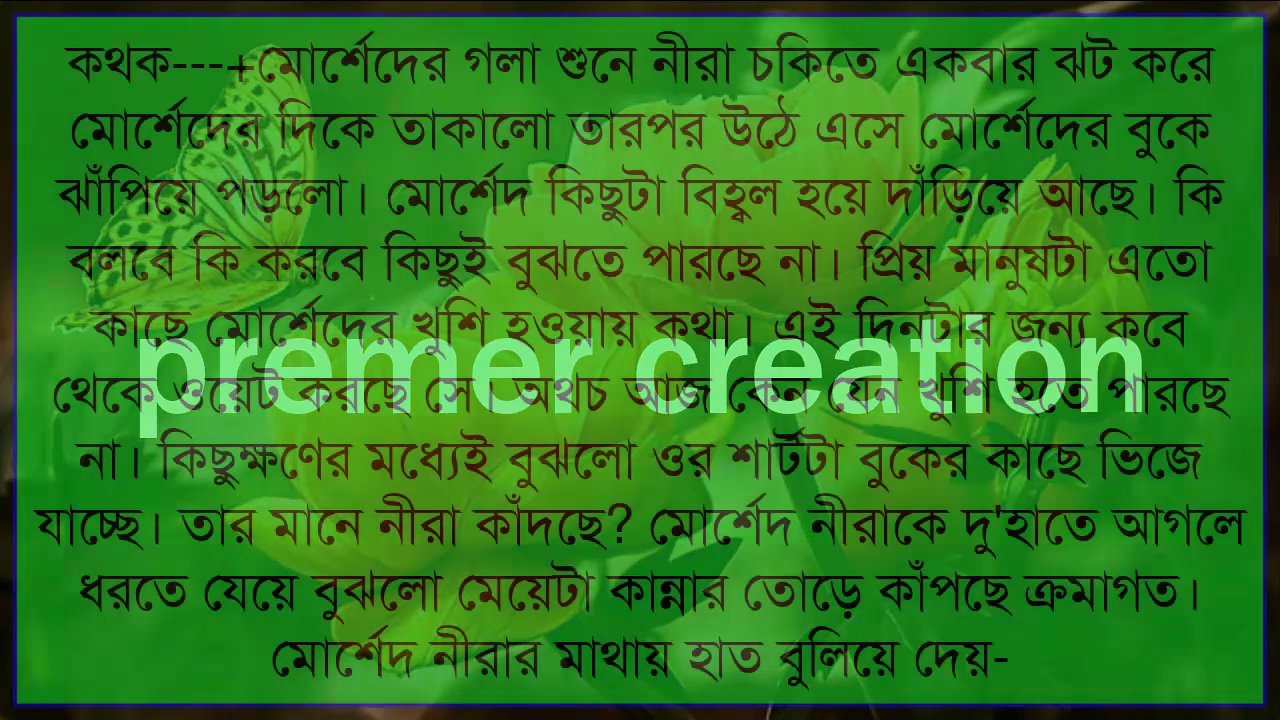 কথক---+মোর্শেদের গলা শুনে নীরা চকিতে একবার ঝট করে
মোর্শেদের দিকে তাকালো তারপর উঠে এসে মোর্শেদের বুকে
ঝাঁপিয়ে পড়লো। মোর্শেদ কিছুটা বিহ্বল হয়ে দাঁড়িয়ে আছে। কি
বলবে কি করবে কিছুই বুঝতে পারছে না। প্রিয় মানুষটা এতো
কাছে মোর্শেদের খুশি হওয়ায় কথা। এই দিনটার জন্য কবে
থেকে ওয়েট করছে সে। অথচ আজ কেন যেন খুশি হতে পারছে
premer creation
না। কিছুক্ষণের মধ্যেই বুঝলো ওর শার্টটা বুকের কাছে ভিজে
যাচ্ছে। তার মানে নীরা কাঁদছে? মোর্শেদ নীরাকে দু'হাতে আগলে
ধরতে যেয়ে বুঝলো মেয়েটা কান্নার তোড়ে কাঁপছে ক্রমাগত।
মোর্শেদ নীরার মাথায় হাত বুলিয়ে দেয়-